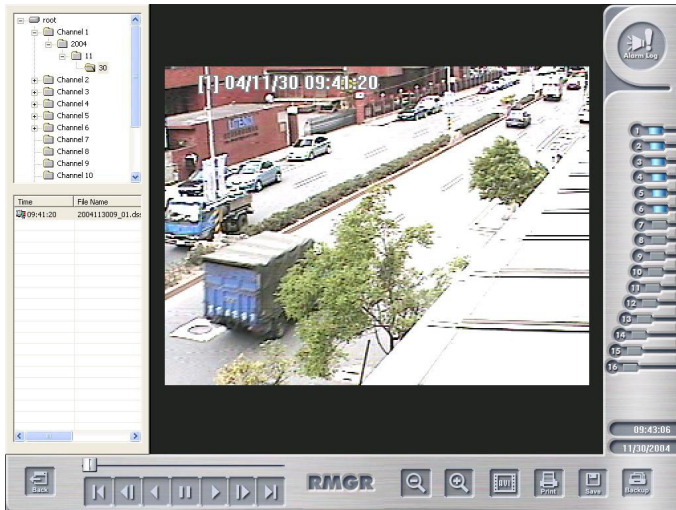 root
Channel 1
2004
11
30
Channel 2
Channel 3
Channel 4
Channel 5
Channel 6
Channel 7
Channel 8
Channel 9
Channel 10
Time File Name
09:41:20 2004113009_01.ds
[1]-04/11/30 09:41:20
LITEON
Alarm Log
1
2
3
4
5
6
7
8
9
10
11
12
13
14
15
16
09:43:06
11/30/2004
Back
RMGR
AVI
Print
Save
Backup